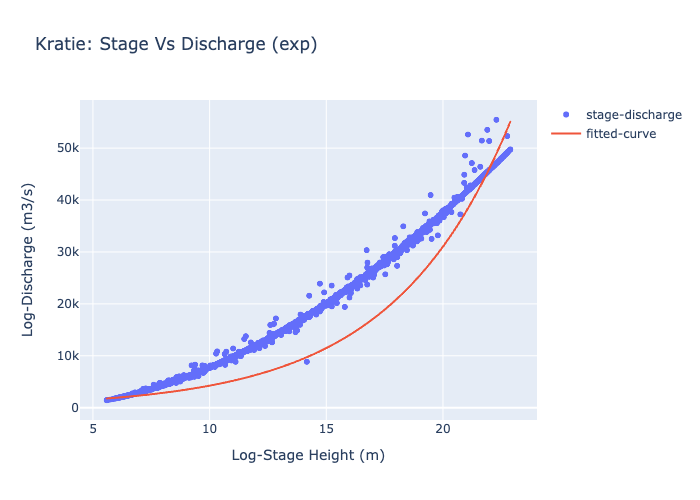 Kratie: Stage Vs Discharge (exp)
stage-discharge
fitted-curve
50k
40k
30k
20k
10k
0
5
10
15
20
Log-Discharge (m3/s)
Log-Stage Height (m)